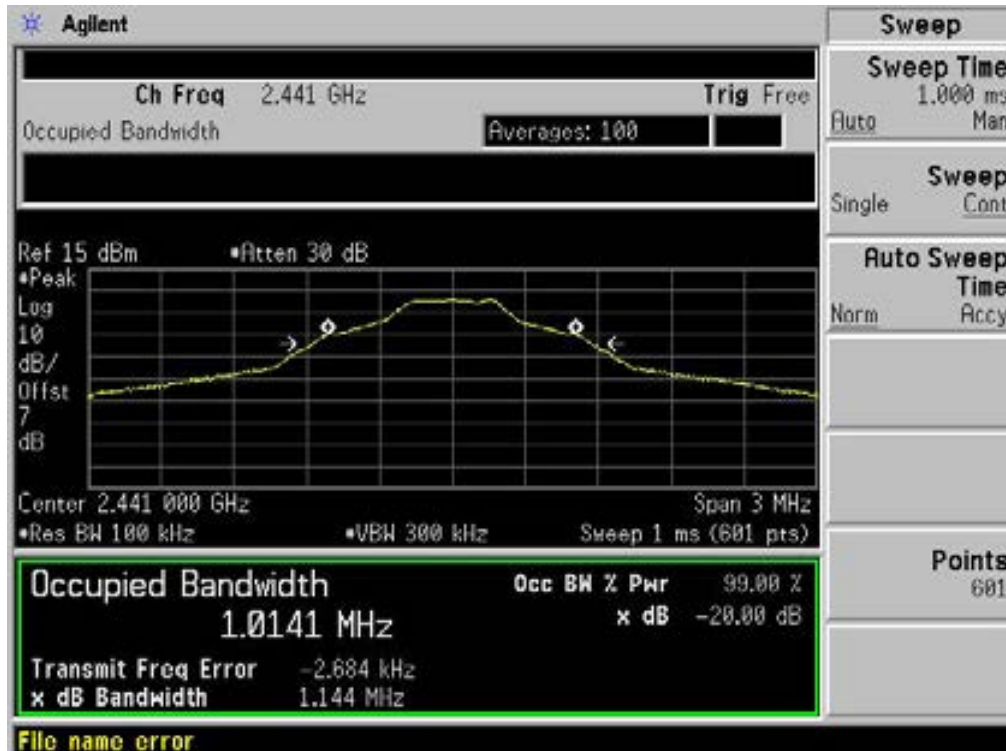 Agilent
Sweep
Ch Freq 2.441 GHz
Trig Free
Occupied Bandwidth
Averages: 100
Sweep Time
1.000 ms
Auto Man
Sweep
Single Cont
Auto Sweep
Time
Norm Accy
Ref 15 dBm
Atten 30 dB
Peak
Log
10
dB/
Offst
7
dB
Center 2.441 000 GHz
Span 3 MHz
Res BW 100 kHz
VBW 300 kHz
Sweep 1 ms (601 pts)
Points
601
Occupied Bandwidth
1.0141 MHz
Occ BW % Pwr 99.00 %
x dB -20.00 dB
Transmit Freq Error -2.684 kHz
x dB Bandwidth 1.144 MHz
File name error